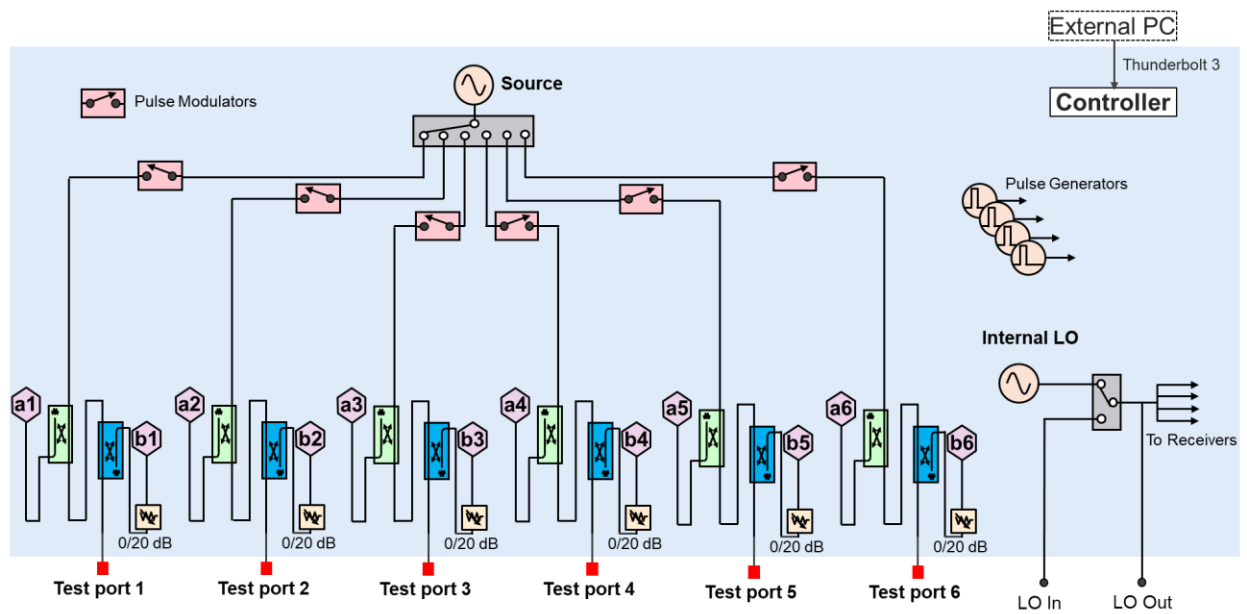 External PC
Thunderbolt 3
Controller
Source
Pulse Modulators
Pulse Generators
Internal LO
To Receivers
a1
b1
a2
b2
a3
b3
a4
b4
a5
b5
a6
b6
0/20 dB
0/20 dB
0/20 dB
0/20 dB
0/20 dB
0/20 dB
Test port 1
Test port 2
Test port 3
Test port 4
Test port 5
Test port 6
LO In
LO Out